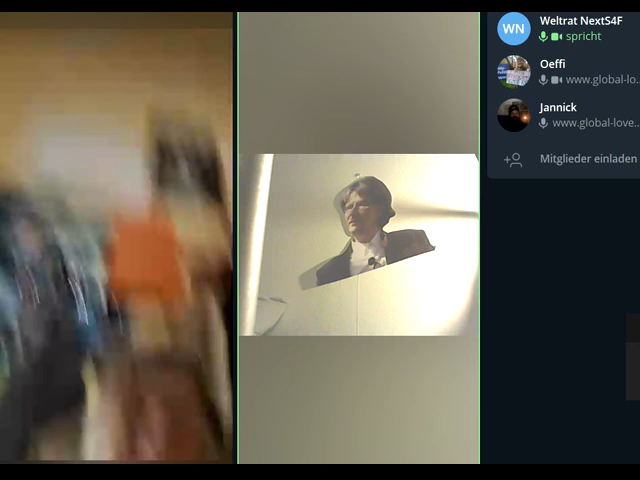 WN
Weltrat NextS4F
spricht
Oeffi
www.global-lo...
Jannick
www.global-love...
Mitglieder einladen